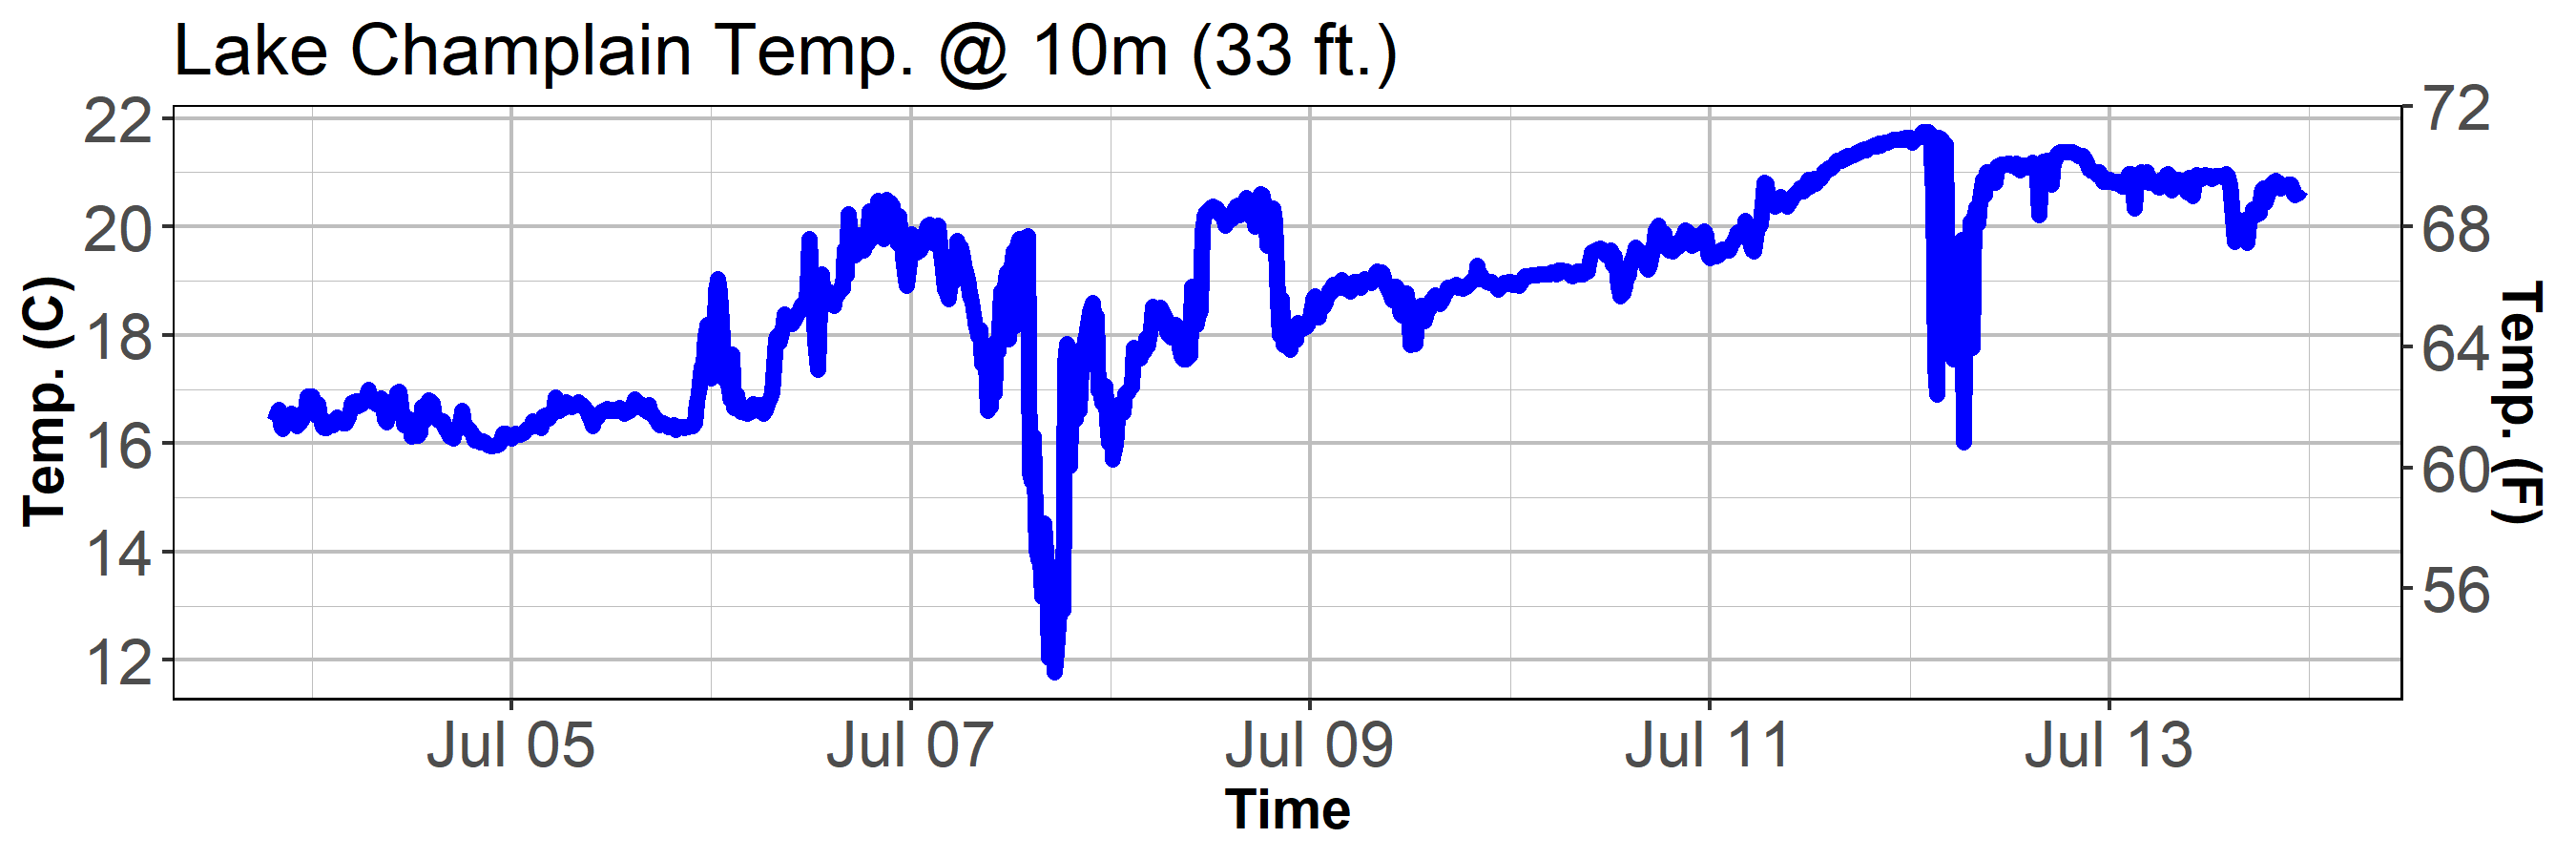 Lake Champlain Temp. @ 10m (33 ft.)
22
20
18
16
14
12
Temp. (C)
72
68
64
60
56
Temp. (F)
Jul 05 Jul 07 Jul 09 Jul 11 Jul 13
Time